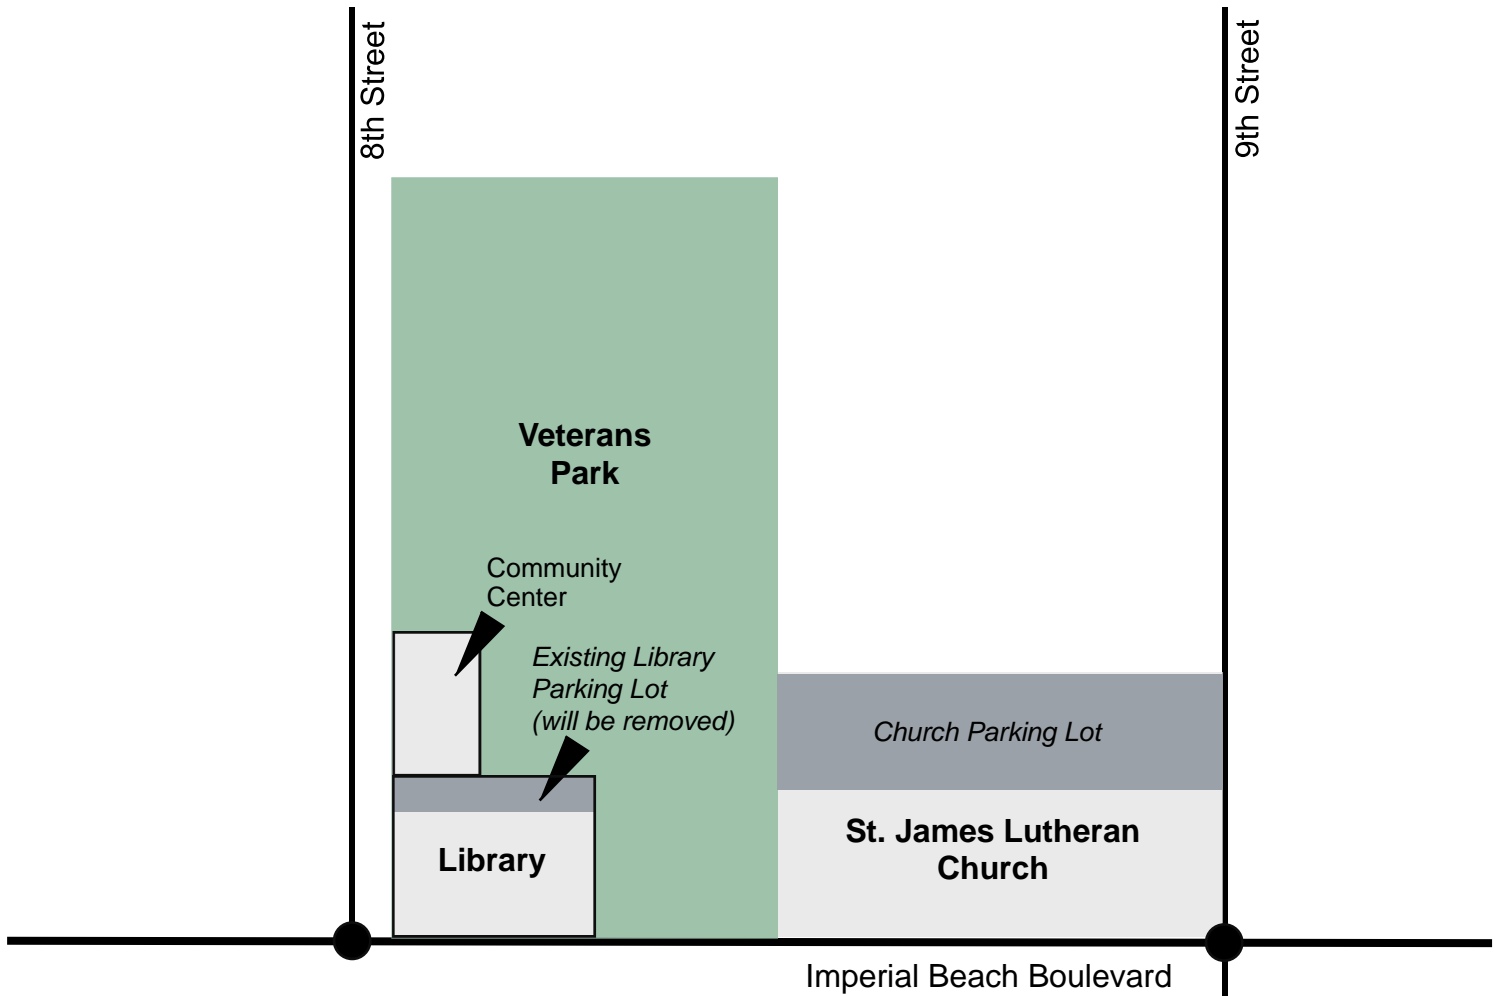 8th Street
9th Street
Veterans
Park
Community
Center
Existing Library
Parking Lot
(will be removed)
Church Parking Lot
St. James Lutheran
Church
Library
Imperial Beach Boulevard